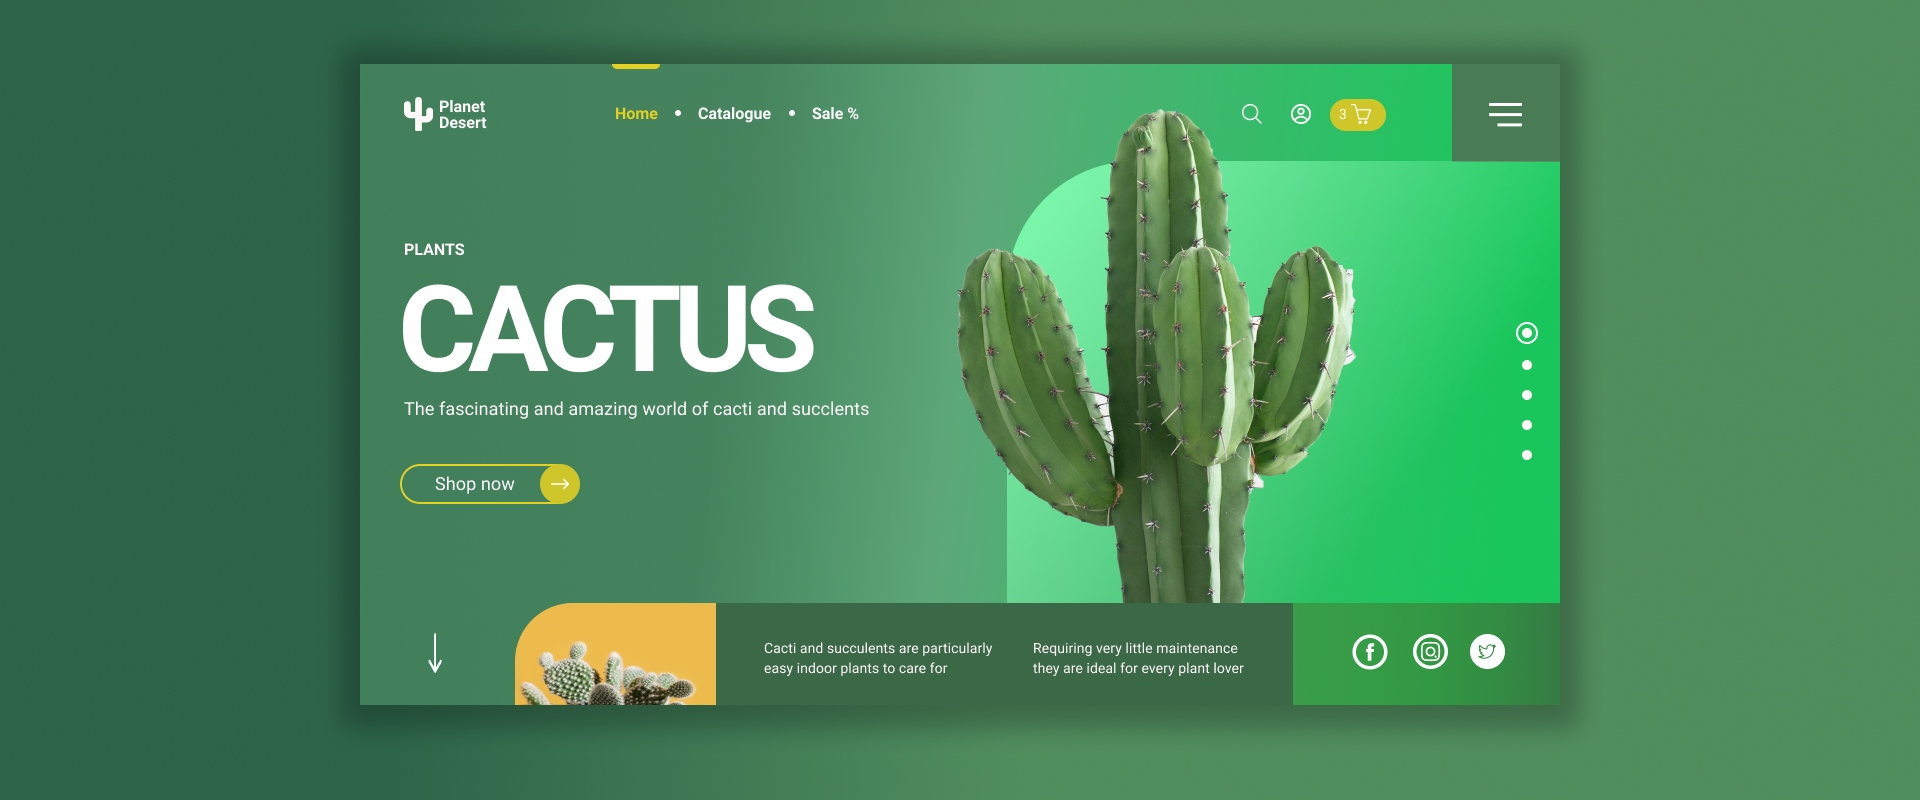 Planet
Desert
Home • Catalogue • Sale %
3
PLANTS
CACTUS
The fascinating and amazing world of cacti and succlents
Shop now
Cacti and succulents are particularly
easy indoor plants to care for
Requiring very little maintenance
they are ideal for every plant lover